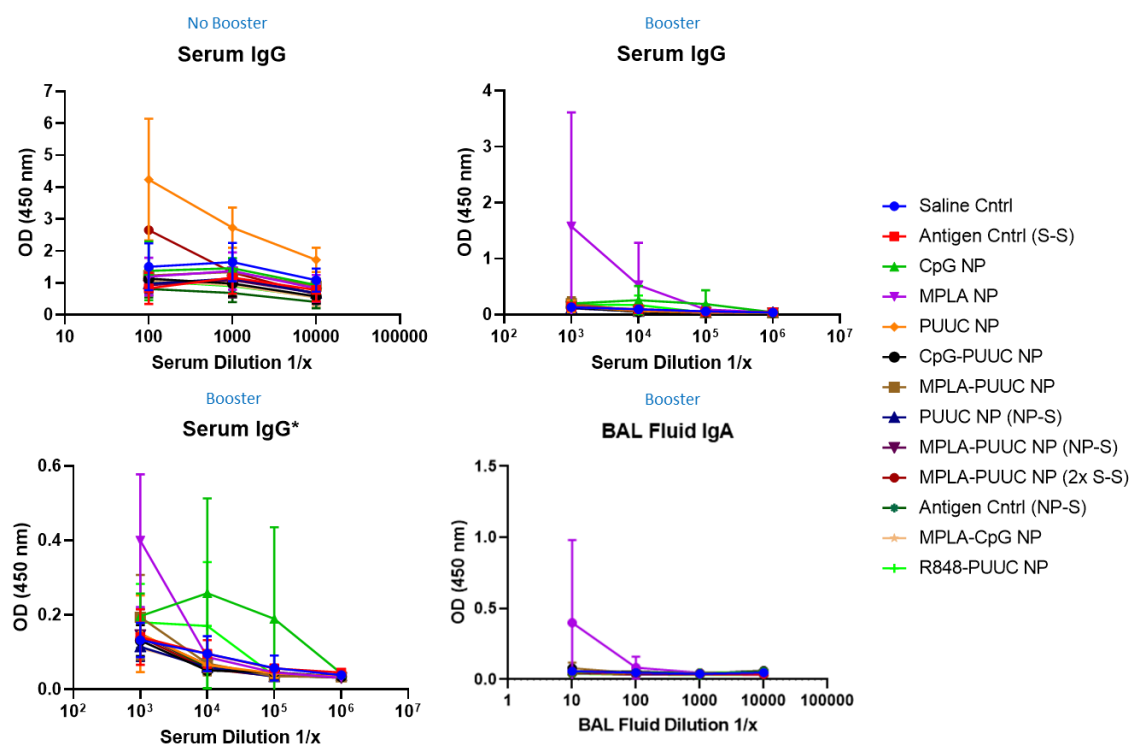 No Booster
Serum IgG
OD (450 nm)
7
6
5
4
3
2
1
0
10 100 1000 10000 100000
Serum Dilution 1/x
Booster
Serum IgG
OD (450 nm)
4
3
2
1
0
10² 10³ 10⁴ 10⁵ 10⁶ 10⁷
Serum Dilution 1/x
Saline Cntrl
Antigen Cntrl (S-S)
CpG NP
MPLA NP
PUUC NP
CpG-PUUC NP
MPLA-PUUC NP
PUUC NP (NP-S)
MPLA-PUUC NP (NP-S)
MPLA-PUUC NP (2x S-S)
Antigen Cntrl (NP-S)
MPLA-CpG NP
R848-PUUC NP
Booster
Serum IgG*
OD (450 nm)
0.6
0.4
0.2
0.0
10² 10³ 10⁴ 10⁵ 10⁶ 10⁷
Serum Dilution 1/x
Booster
BAL Fluid IgA
OD (450 nm)
1.5
1.0
0.5
0.0
1 10 100 1000 10000 100000
BAL Fluid Dilution 1/x